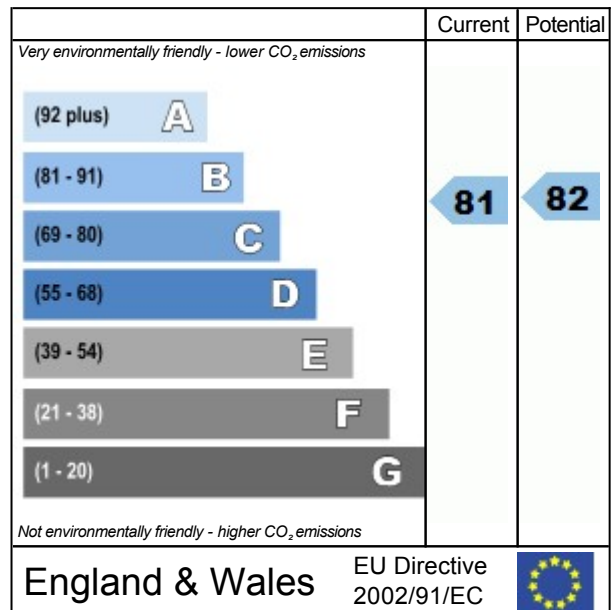 Current Potential
Very environmentally friendly - lower CO₂ emissions
(92 plus) A
(81 - 91) B
81 82
(69 - 80) C
(55 - 68) D
(39 - 54) E
(21 - 38) F
(1 - 20) G
Not environmentally friendly - higher CO₂ emissions
England & Wales
EU Directive
2002/91/EC